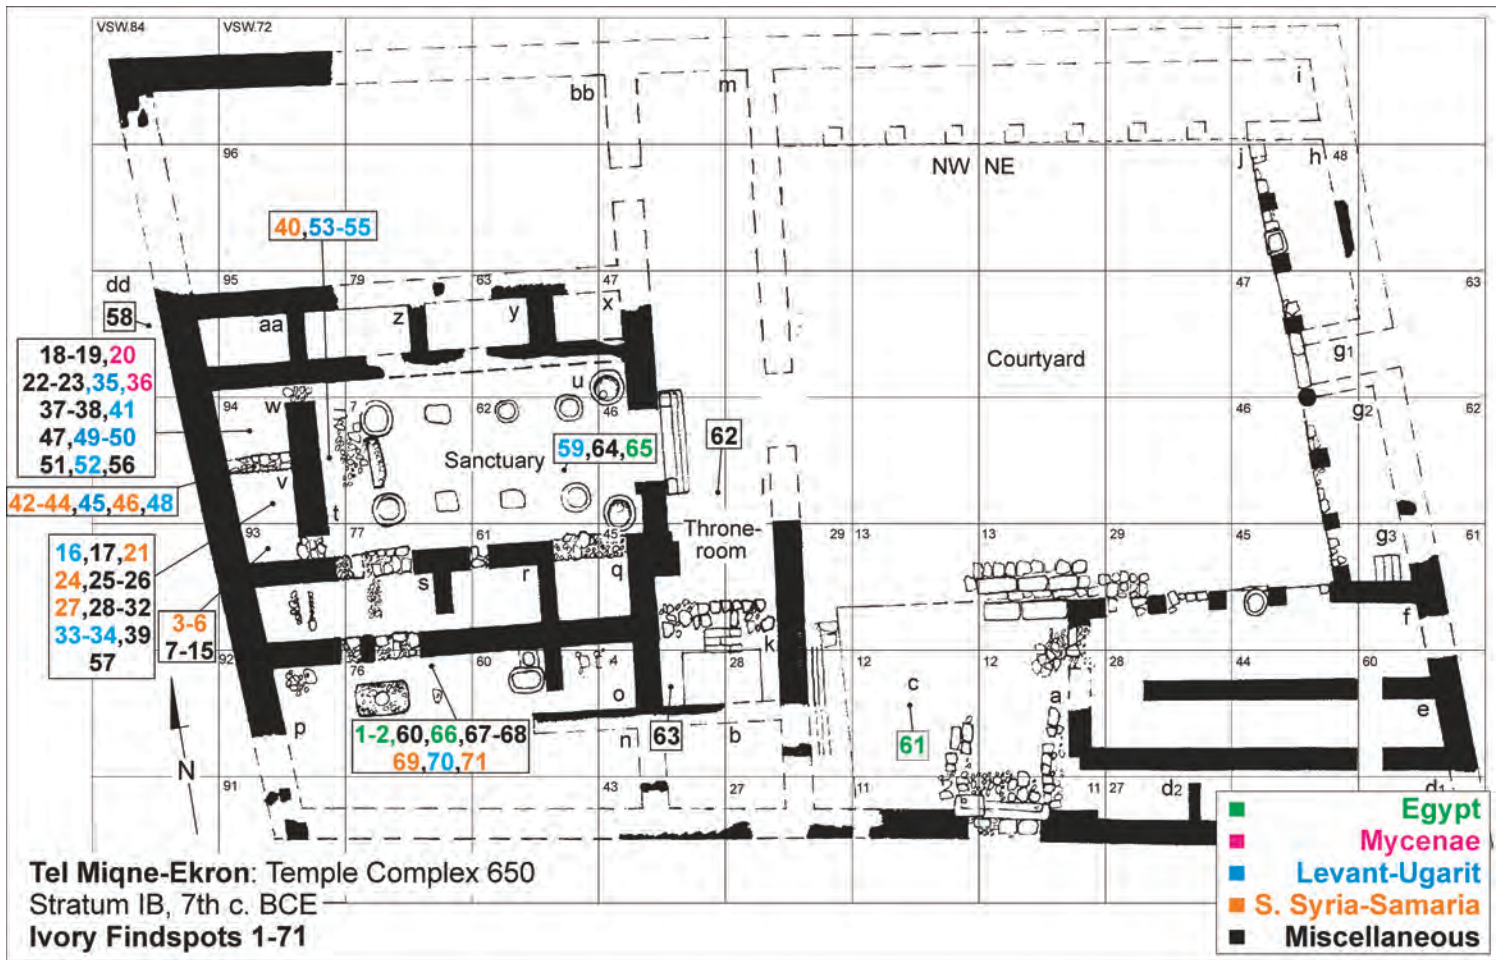 VSW.84
VSW.72
bb
m
i
96
NW NE
j
h
48
40,53-55
95
79
63
47
47
63
dd
58
aa
z
y
x
18-19,20
22-23,35,36
37-38,41
47,49-50
51,52,56
Courtyard
g1
u
94
w
7
62
46
46
g2
62
62
59,64,65
Sanctuary
v
l
42-44,45,46,48
t
Throne-
room
93
77
61
45
29
13
13
29
45
g3
61
16,17,21
24,25-26
27,28-32
33-34,39
57
s
r
q
3-6
7-15
f
92
76
60
4
28
k
12
12
28
44
60
o
c
a
e
p
1-2,60,66,67-68
69,70,71
n
63
b
61
N
91
43
27
11
11
27
d2
d1
Egypt
Mycenae
Levant-Ugarit
S. Syria-Samaria
Miscellaneous
Tel Miqne-Ekron: Temple Complex 650
Stratum IB, 7th c. BCE
Ivory Findspots 1-71